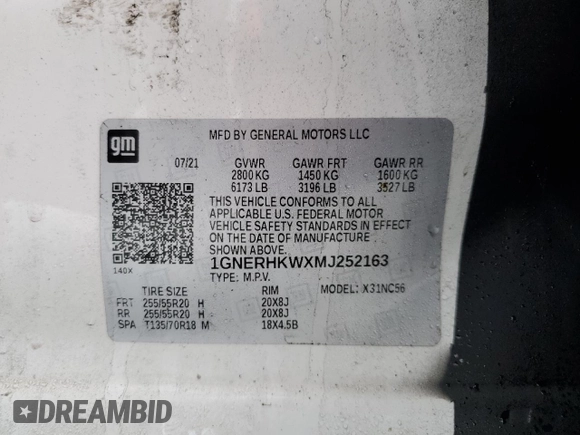 gm
MFD BY GENERAL MOTORS LLC
07/21 GVWR GAWR FRT GAWR RR
2800 KG 1450 KG 1600 KG
6173 LB 3196 LB 3527 LB
THIS VEHICLE CONFORMS TO ALL
APPLICABLE U.S. FEDERAL MOTOR
VEHICLE SAFETY STANDARDS IN EFFECT
ON THE DATE OF MANUFACTURE
SHOWN ABOVE.
140X 1GNERHKWXMJ252163
TYPE: M.P.V.
TIRE SIZE RIM MODEL: X31NC56
FRT 255/55R20 H 20X8J
RR 255/55R20 H 20X8J
SPA T135/70R18 M 18X4.5B
DREAMBID